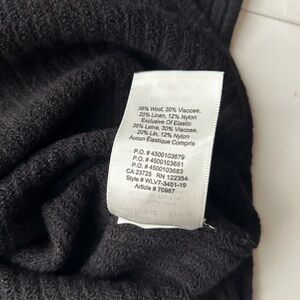 38% Wool, 30% Viscose,
20% Linen, 12% Nylon
Exclusive Of Elastic
38% Laine, 30% Viscose,
20% Lin, 12% Nylon
Aucun Elastique Compris
P.O. # 4500103679
P.O. # 4500103681
P.O. # 4500103683
CA 23725 RN 122354
Style # WLV7-3451-19
Article # 70987